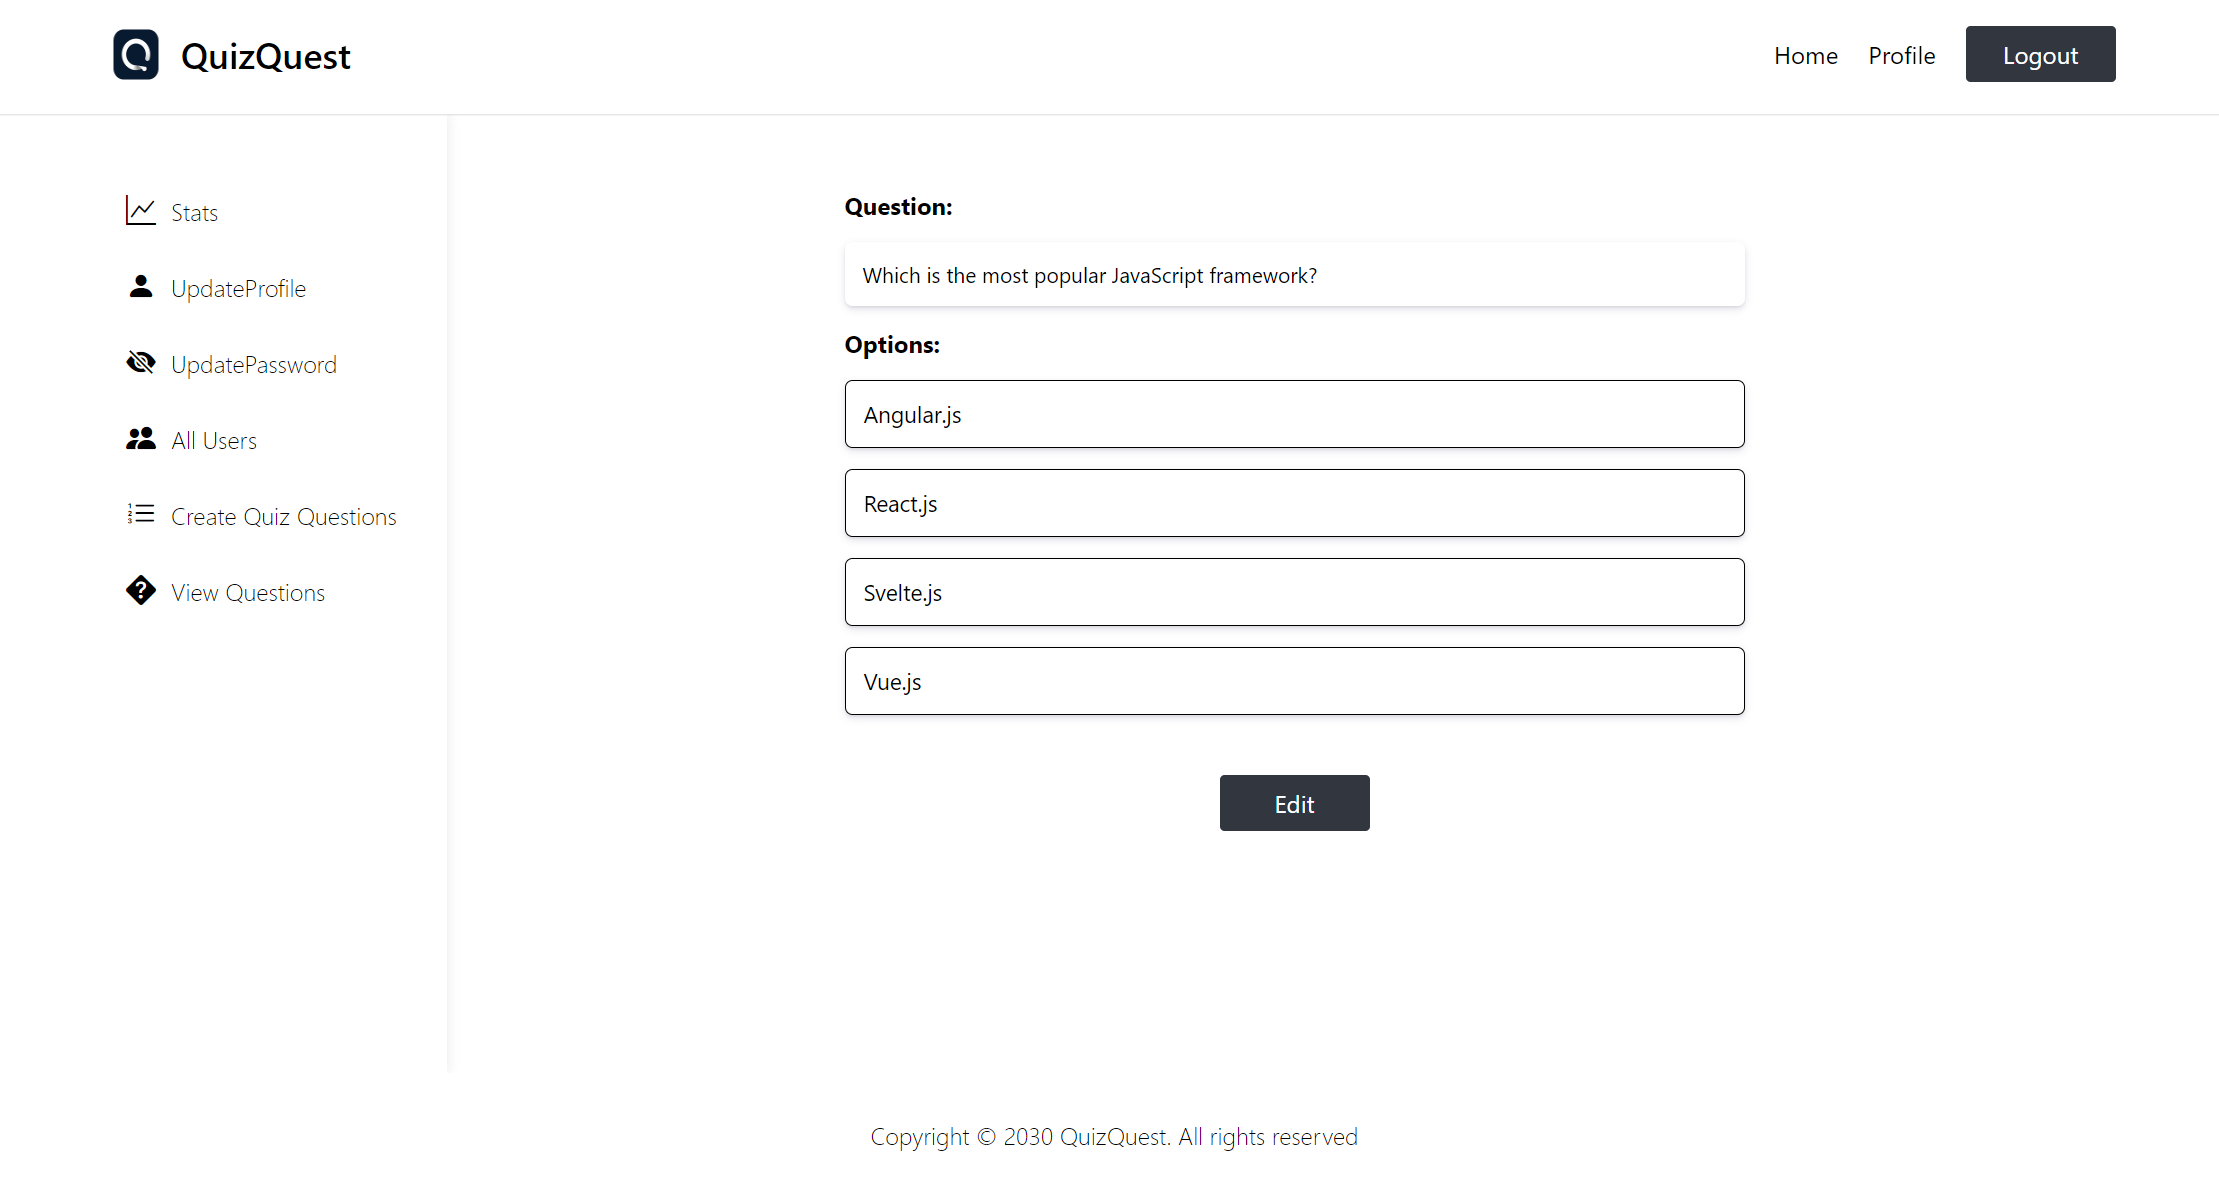 QuizQuest
Home
Profile
Logout
Stats
UpdateProfile
UpdatePassword
All Users
Create Quiz Questions
View Questions
Question:
Which is the most popular JavaScript framework?
Options:
Angular.js
React.js
Svelte.js
Vue.js
Edit
Copyright © 2030 QuizQuest. All rights reserved